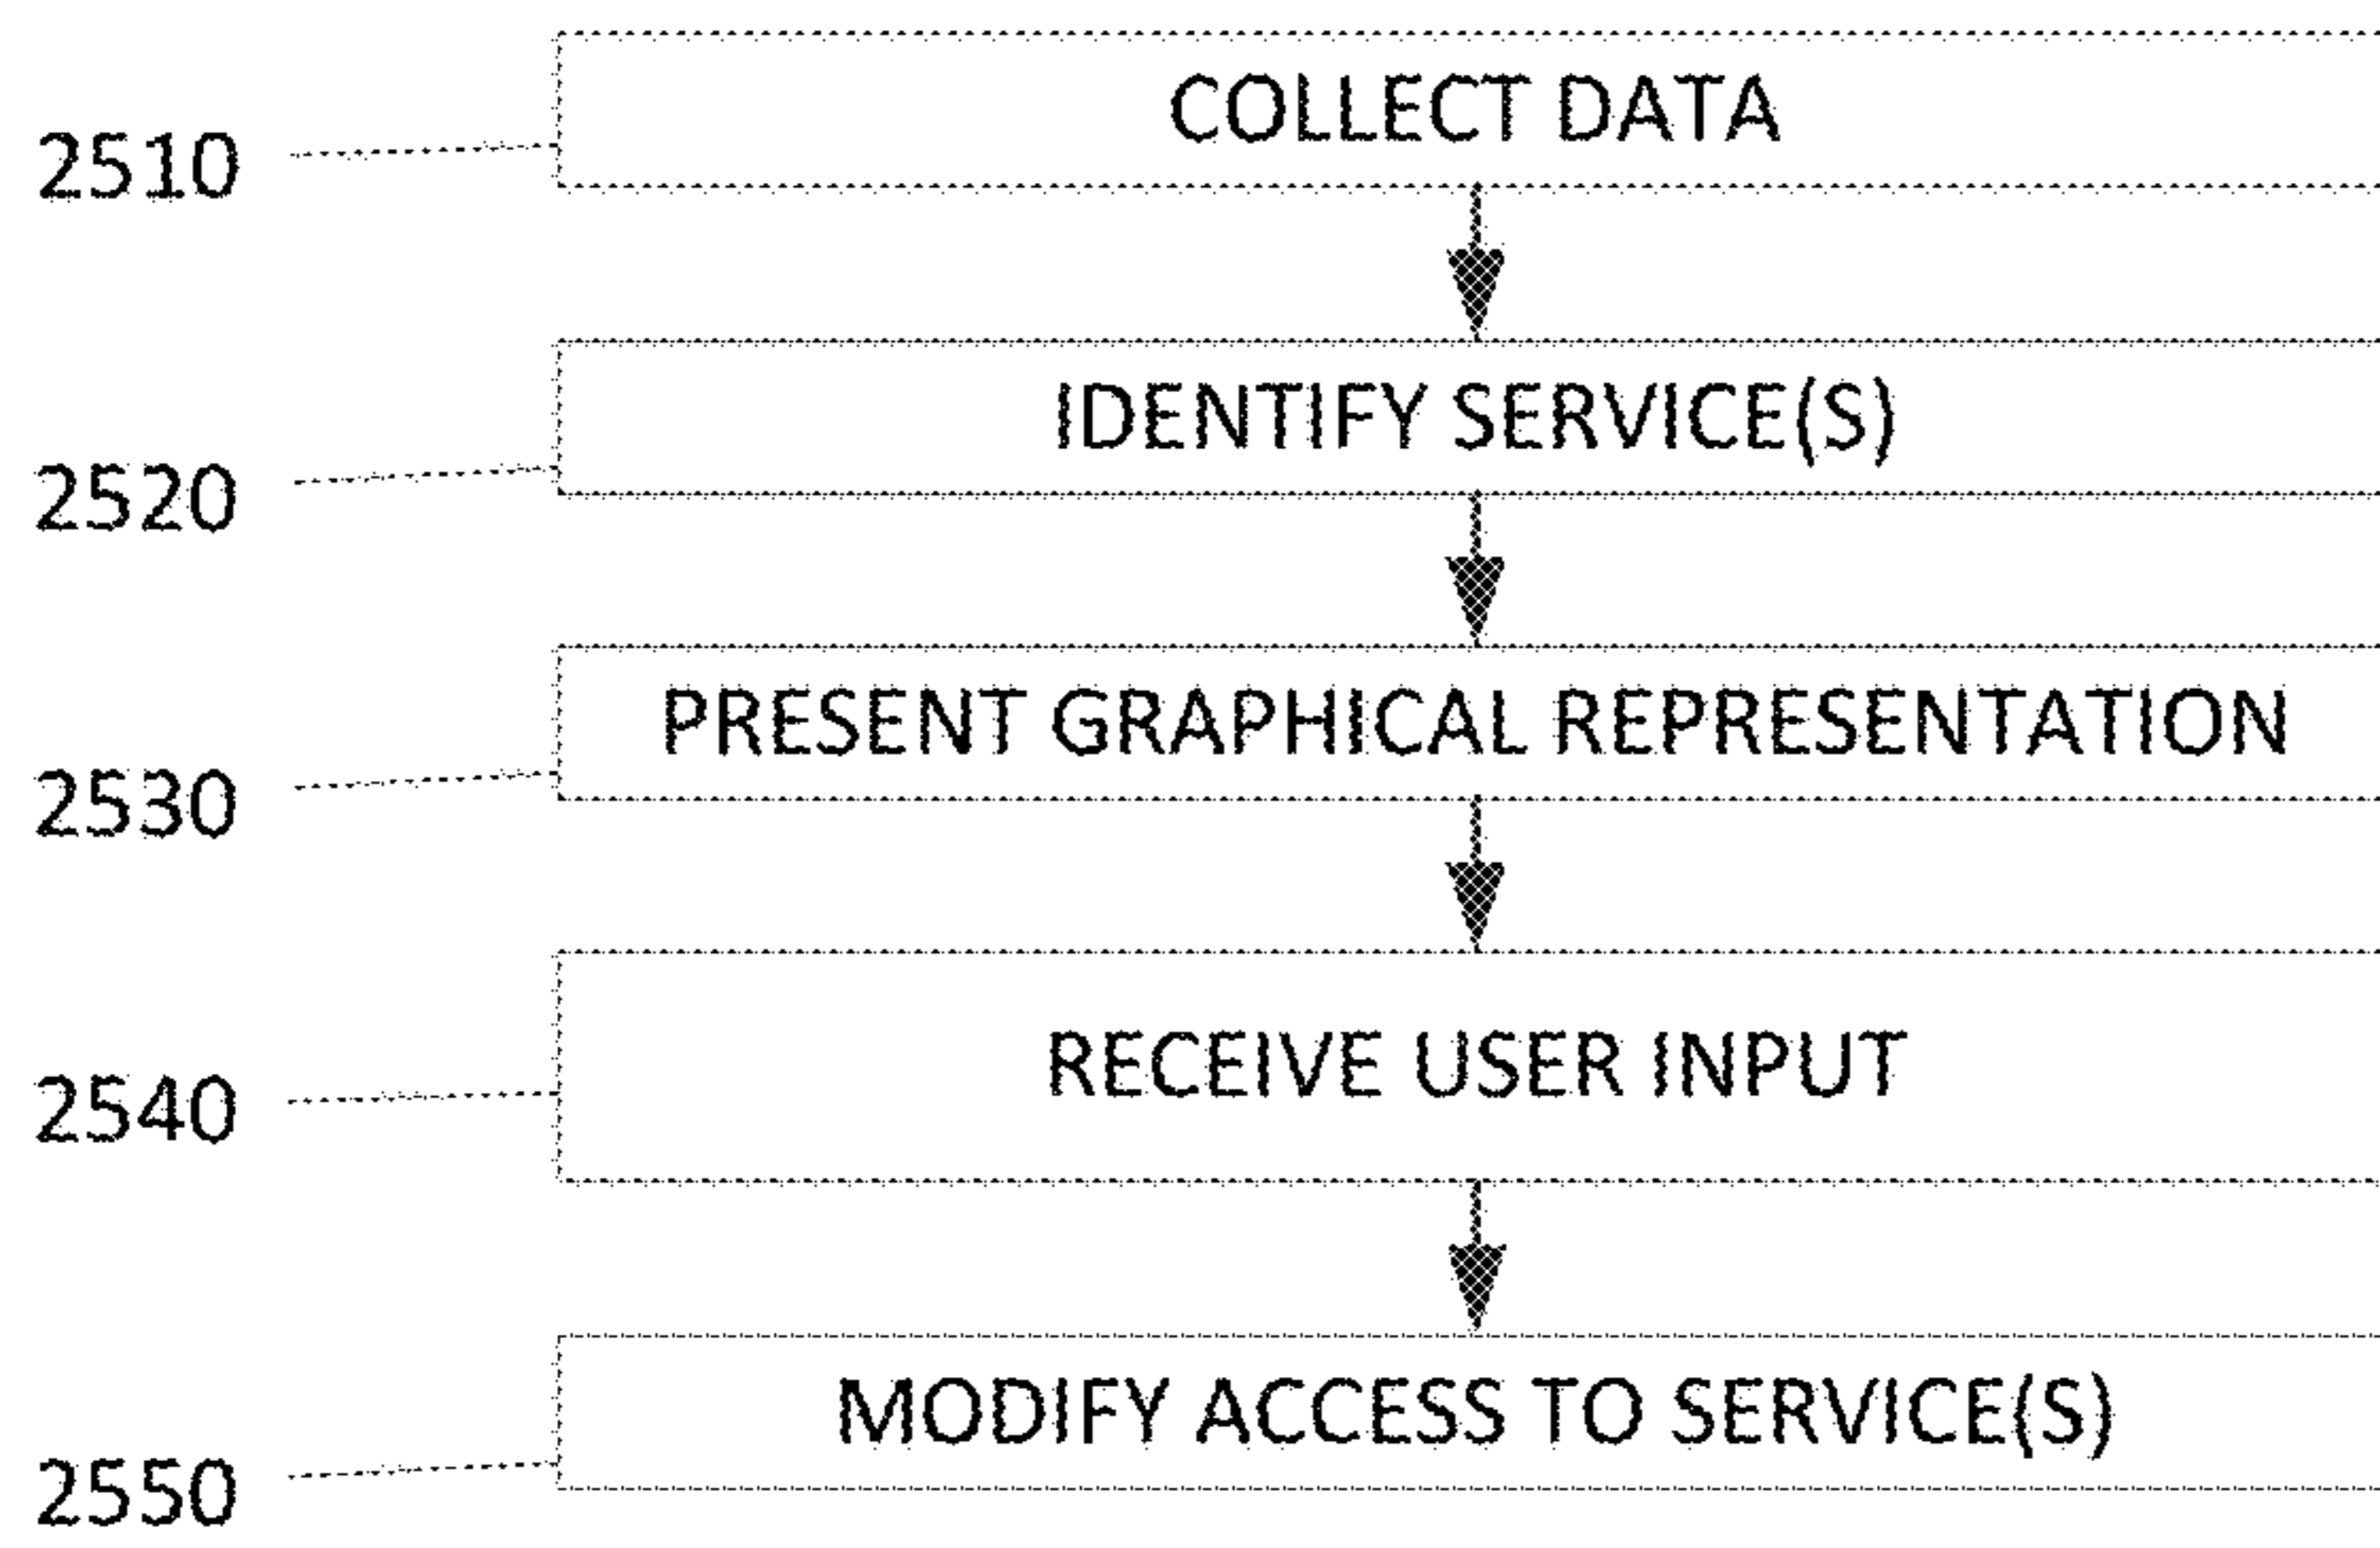 COLLECT DATA
2510
IDENTIFY SERVICE(S)
2520
PRESENT GRAPHICAL REPRESENTATION
2530
RECEIVE USER INPUT
2540
MODIFY ACCESS TO SERVICE(S)
2550